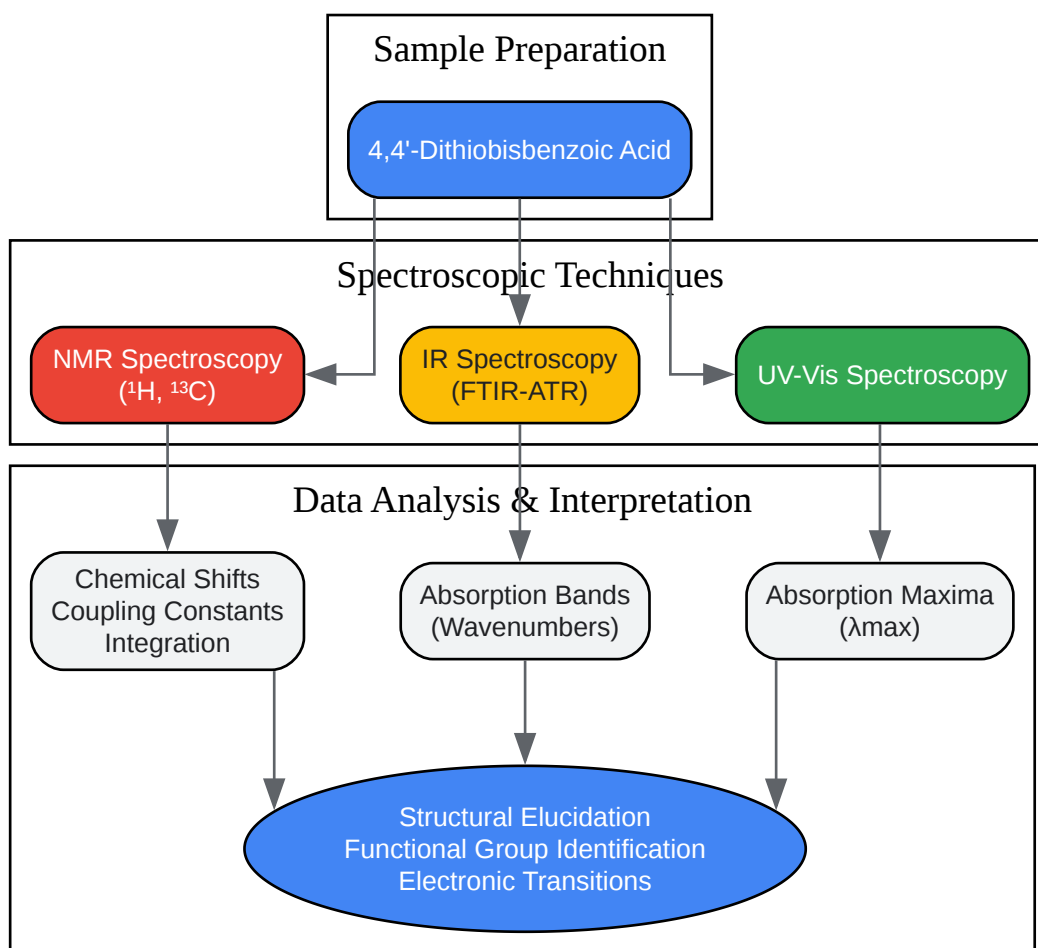 Sample Preparation
4,4'-Dithiobisbenzoic Acid
Spectroscopic Techniques
NMR Spectroscopy
(¹H, ¹³C)
IR Spectroscopy
(FTIR-ATR)
UV-Vis Spectroscopy
Data Analysis & Interpretation
Chemical Shifts
Coupling Constants
Integration
Absorption Bands
(Wavenumbers)
Absorption Maxima
(λmax)
Structural Elucidation
Functional Group Identification
Electronic Transitions